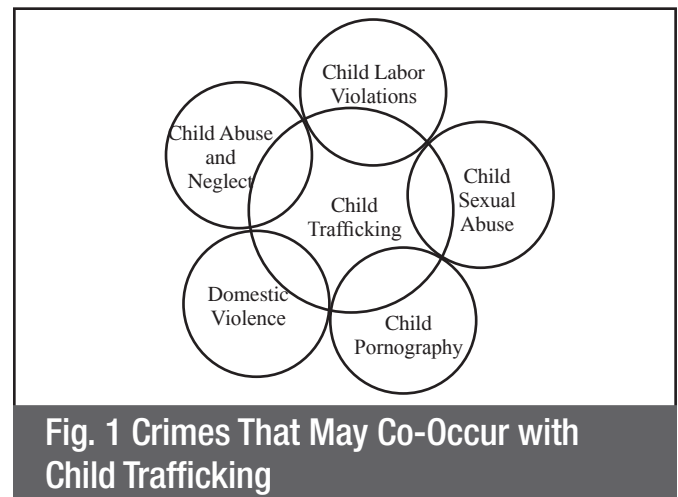 Child Labor
Violations
Child Abuse
and
Neglect
Child
Sexual
Abuse
Child
Trafficking
Domestic
Violence
Child
Pornography
Fig. 1 Crimes That May Co-Occur with
Child Trafficking